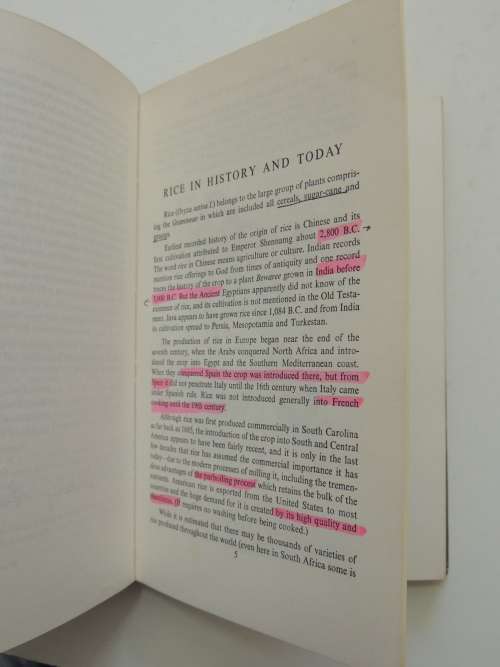 RICE IN HISTORY AND TODAY
Rice (Oryza sativa L) belongs to the large group of plants compris-
ing the Gramineae in which are included all cereals, sugar-cane and
grasses.
Earliest recorded history of the origin of rice is Chinese and its
first cultivation attributed to Emperor Shennamg about 2,800 B.C.
The word rice in Chinese means agriculture or culture. Indian records
mention rice offerings to God from times of antiquity and one record
traces the history of the crop to a plant Bewaree grown in India before
3,000 B.C. But the Ancient Egyptians apparently did not know of the
existence of rice, and its cultivation is not mentioned in the Old Testa-
ment. Java appears to have grown rice since 1,084 B.C. and from India
its cultivation spread to Persia, Mesopotamia and Turkestan.
The production of rice in Europe began near the end of the
seventh century, when the Arabs conquered North Africa and intro-
duced the crop into Egypt and the Southern Mediterranean coast.
When they conquered Spain the crop was introduced there, but from
Spain it did not penetrate Italy until the 16th century when Italy came
under Spanish rule. Rice was not introduced generally into French
cooking until the 19th century.
Although rice was first produced commercially in South Carolina
as far back as 1685, the introduction of the crop into South and Central
America appears to have been fairly recent, and it is only in the last
few decades that rice has assumed the commercial importance it has
today—due to the modern processes of milling it, including the tremen-
dous advantages of the parboiling process which retains the bulk of the
nutrients. American rice is exported from the United States to most
countries and the huge demand for it is created by its high quality and
cleanliness. (It requires no washing before being cooked.)
While it is estimated that there may be thousands of varieties of
rice produced throughout the world (even here in South Africa some is
5